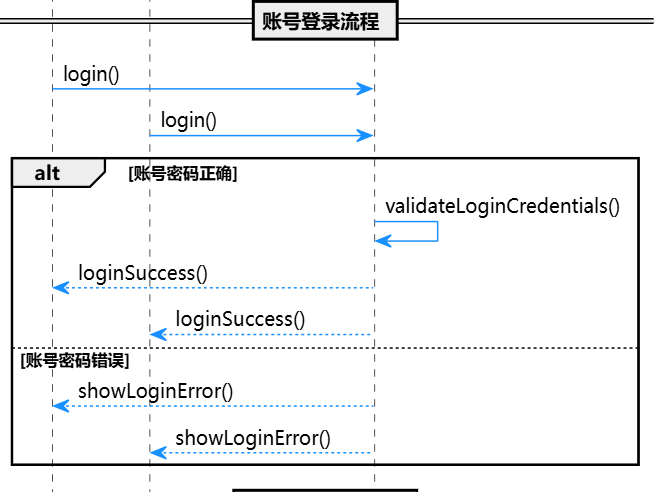 账号登录流程
login()
login()
alt [账号密码正确]
validateLoginCredentials()
loginSuccess()
loginSuccess()
[账号密码错误]
showLoginError()
showLoginError()